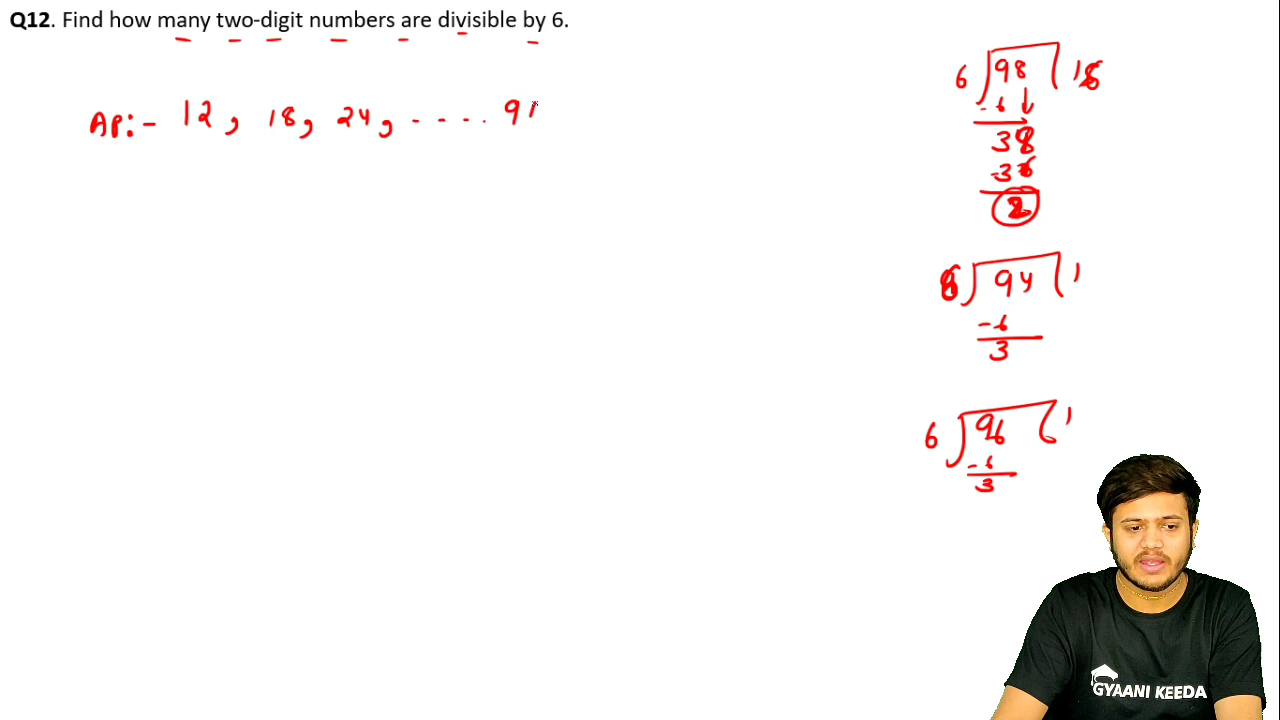 Q12. Find how many two-digit numbers are divisible by 6.
AP:- 12, 18, 24, .... 91
6 98 16
-6
38
-36
2
6 94 1
-6
3
6 96 1
-6
3
GYAANI KEEDA